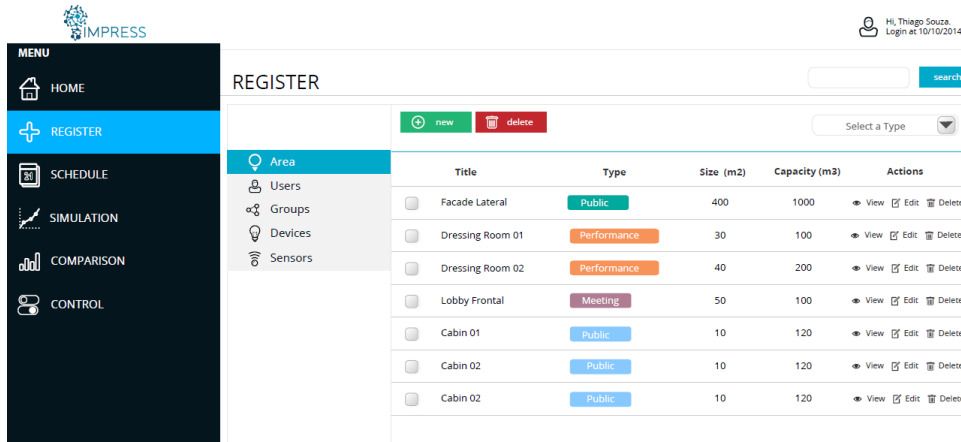 IMPRESS
Hi, Thiago Souza.
Login at 10/10/2014
MENU
HOME
REGISTER
SCHEDULE
SIMULATION
COMPARISON
CONTROL
REGISTER
search
new delete
Select a Type
Area
Users
Groups
Devices
Sensors
Title Type Size (m2) Capacity (m3) Actions
Facade Lateral Public 400 1000 View Edit Delete
Dressing Room 01 Performance 30 100 View Edit Delete
Dressing Room 02 Performance 40 200 View Edit Delete
Lobby Frontal Meeting 50 100 View Edit Delete
Cabin 01 Public 10 120 View Edit Delete
Cabin 02 Public 10 120 View Edit Delete
Cabin 02 Public 10 120 View Edit Delete